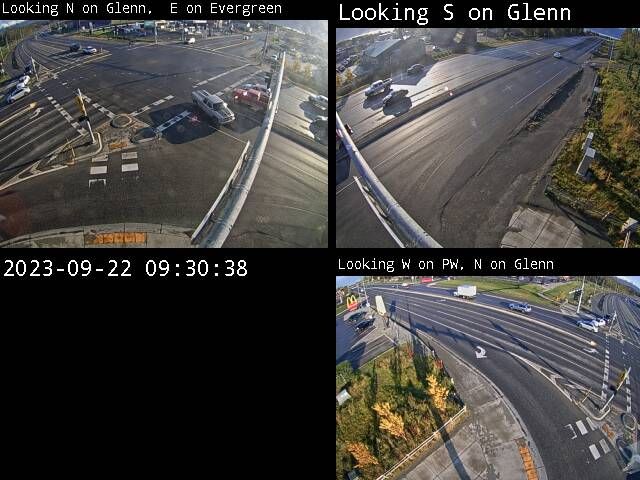 Looking N on Glenn, E on Evergreen
Looking S on Glenn
2023-09-22 09:30:38
Looking W on PW, N on Glenn